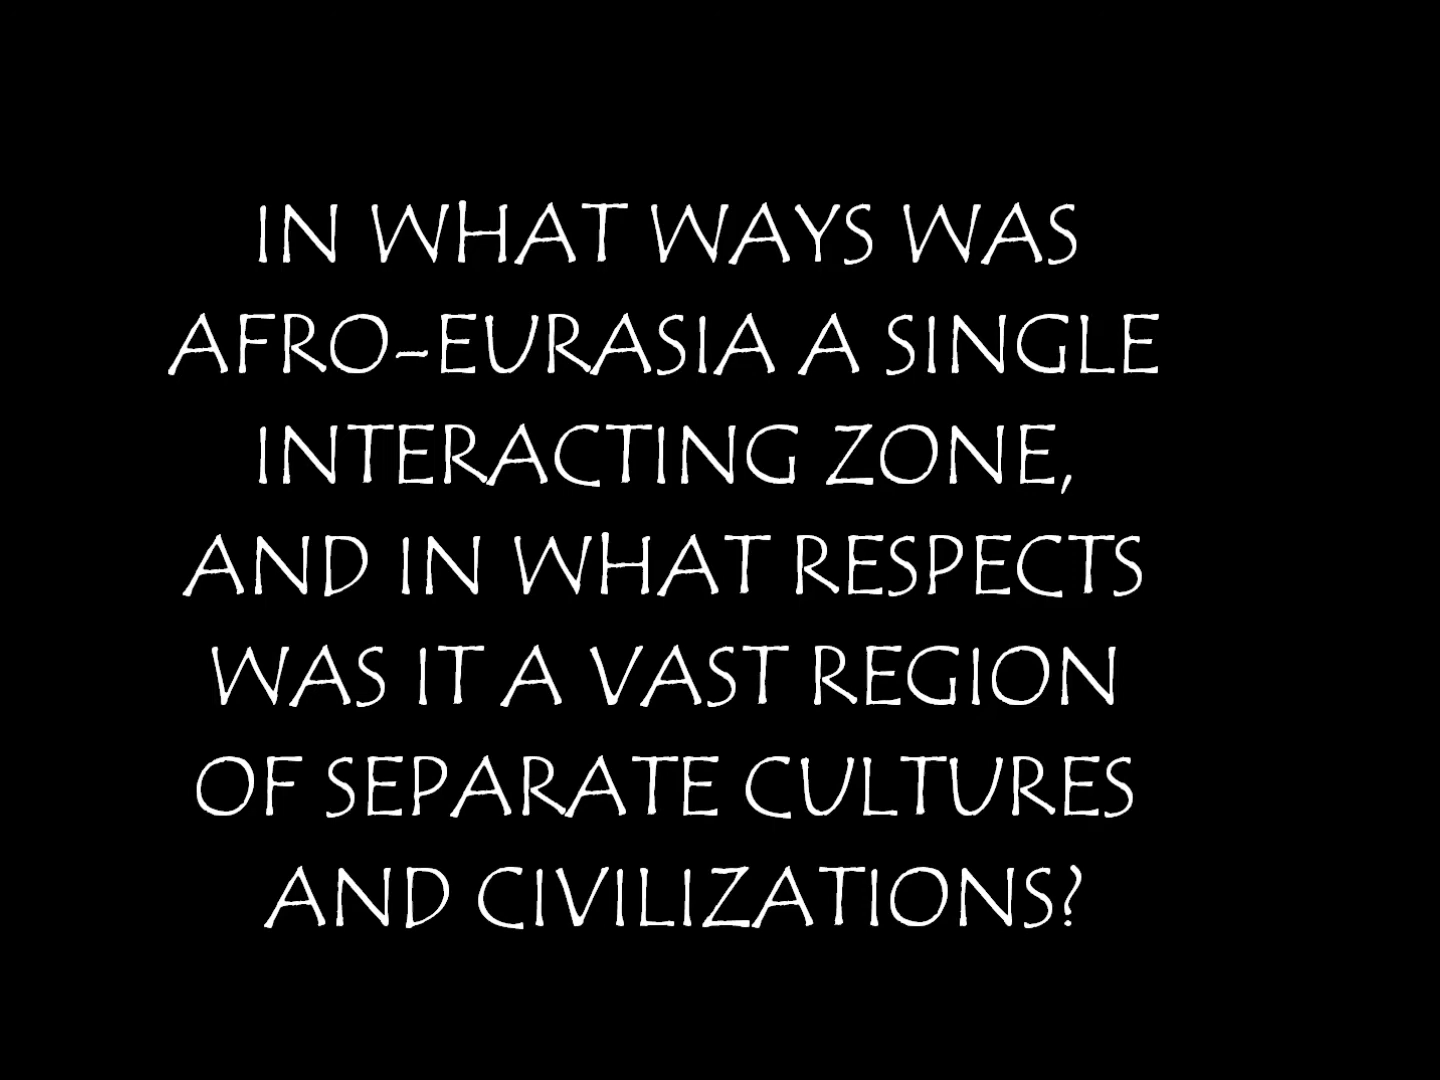 IN WHAT WAYS WAS
AFRO-EURASIA A SINGLE
INTERACTING ZONE,
AND IN WHAT RESPECTS
WAS IT A VAST REGION
OF SEPARATE CULTURES
AND CIVILIZATIONS?